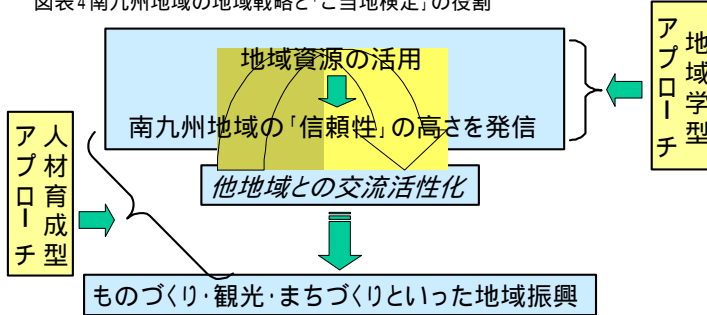 図表4南九州地域の地域戦略と「ご当地検定」の役割
地域資源の活用
南九州地域の「信頼性」の高さを発信
他地域との交流活性化
ものづくり・観光・まちづくりといった地域振興
人材育成型
アプローチ
地域学型
アプローチ